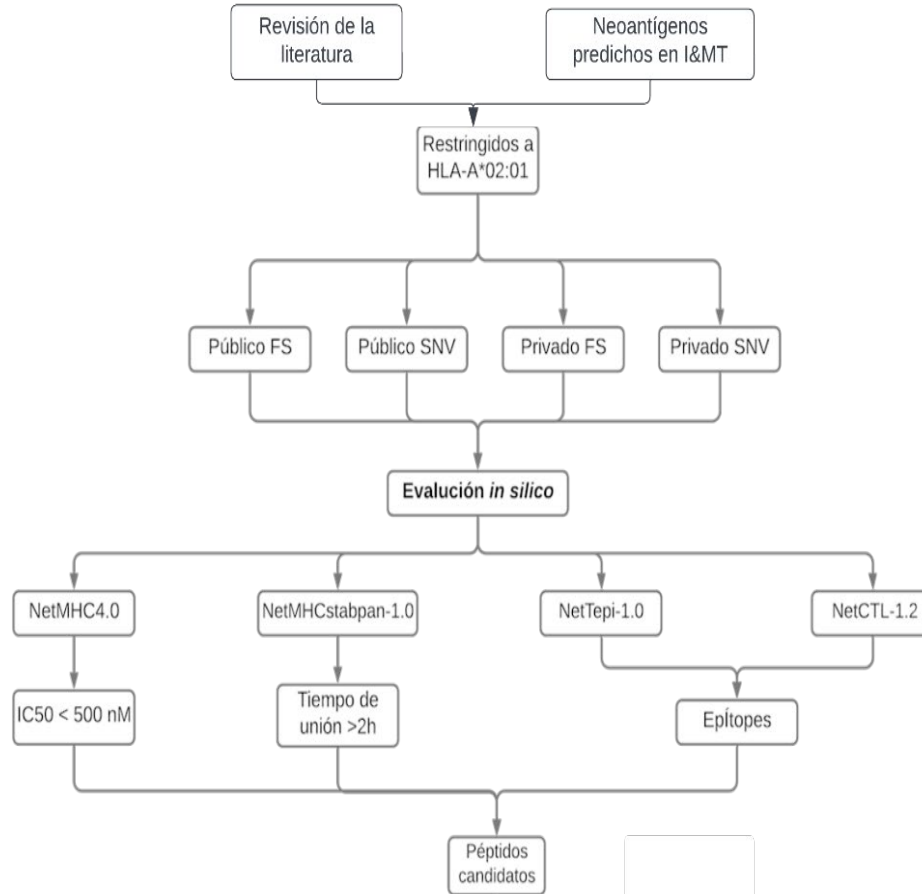 Revisión de la
literatura
Neoantígenos
predichos en I&MT
Restringidos a
HLA-A*02:01
Público FS
Público SNV
Privado FS
Privado SNV
Evalución in silico
NetMHC4.0
NetMHCstabpan-1.0
NetTepi-1.0
NetCTL-1.2
IC50 < 500 nM
Tiempo de
unión >2h
EpÍtopes
Péptidos
candidatos